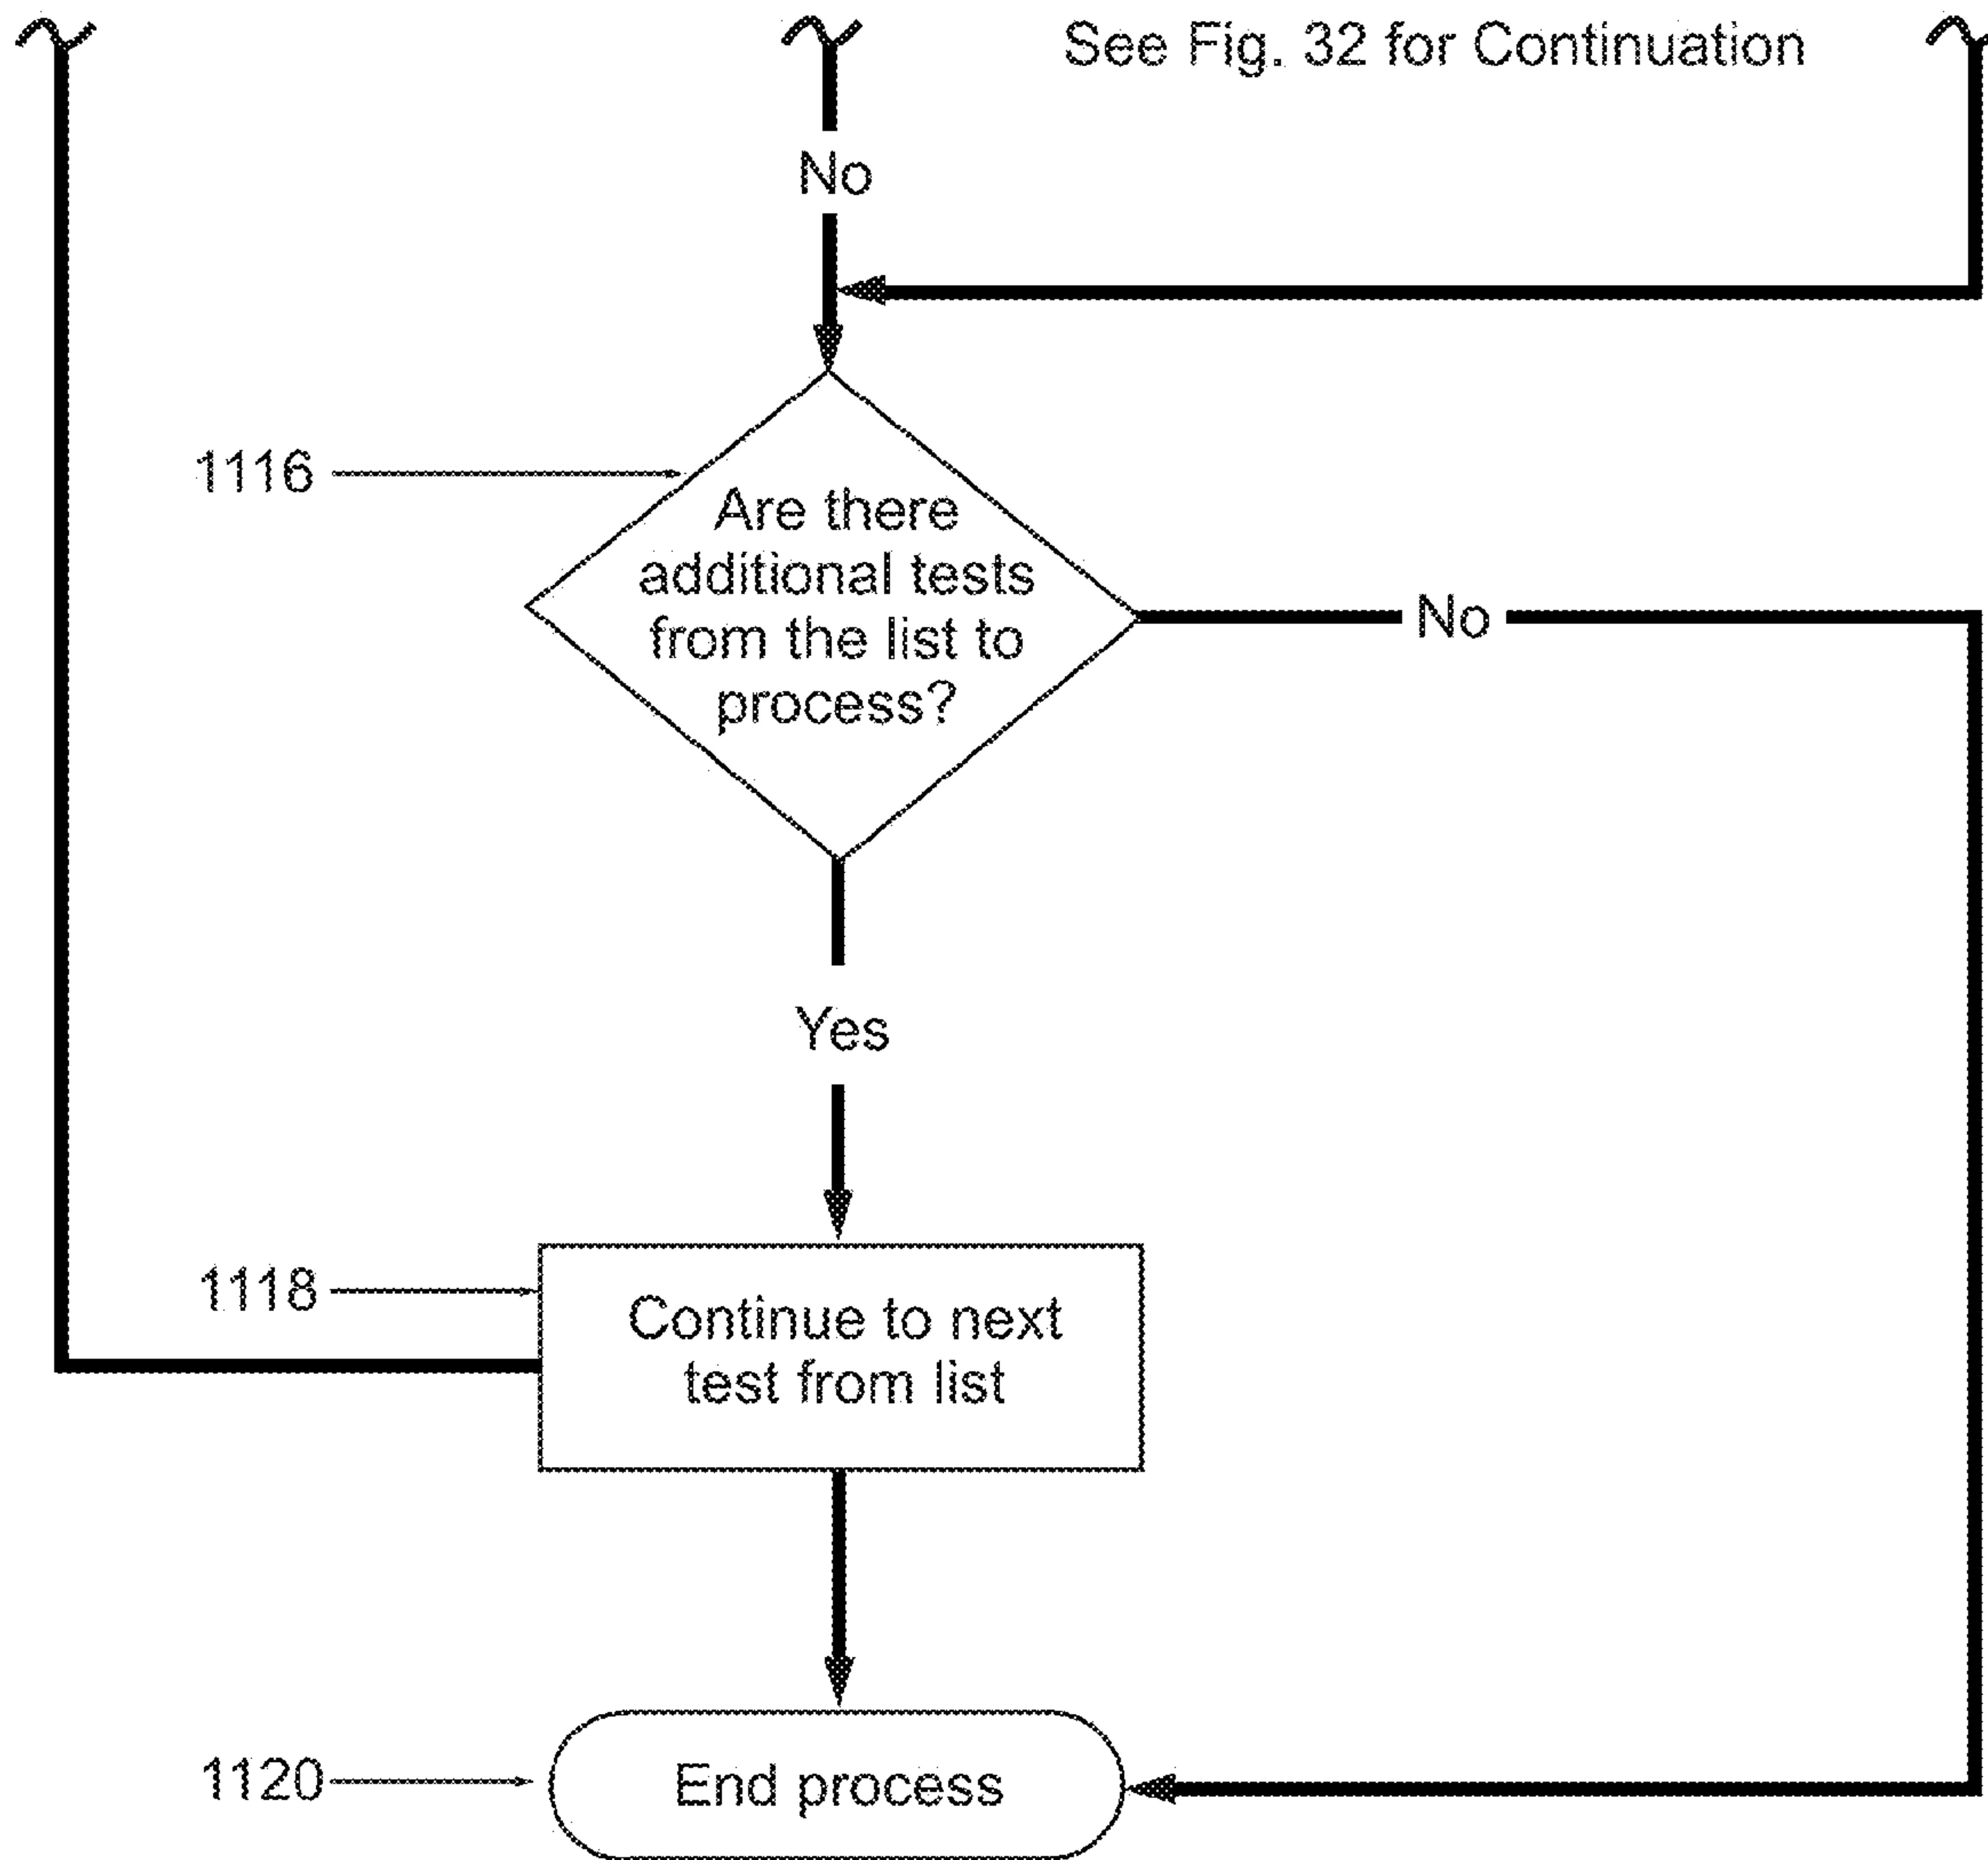 See Fig. 32 for Continuation
No
1116
Are there
additional tests
from the list to
process?
No
Yes
1118
Continue to next
test from list
1120
End process